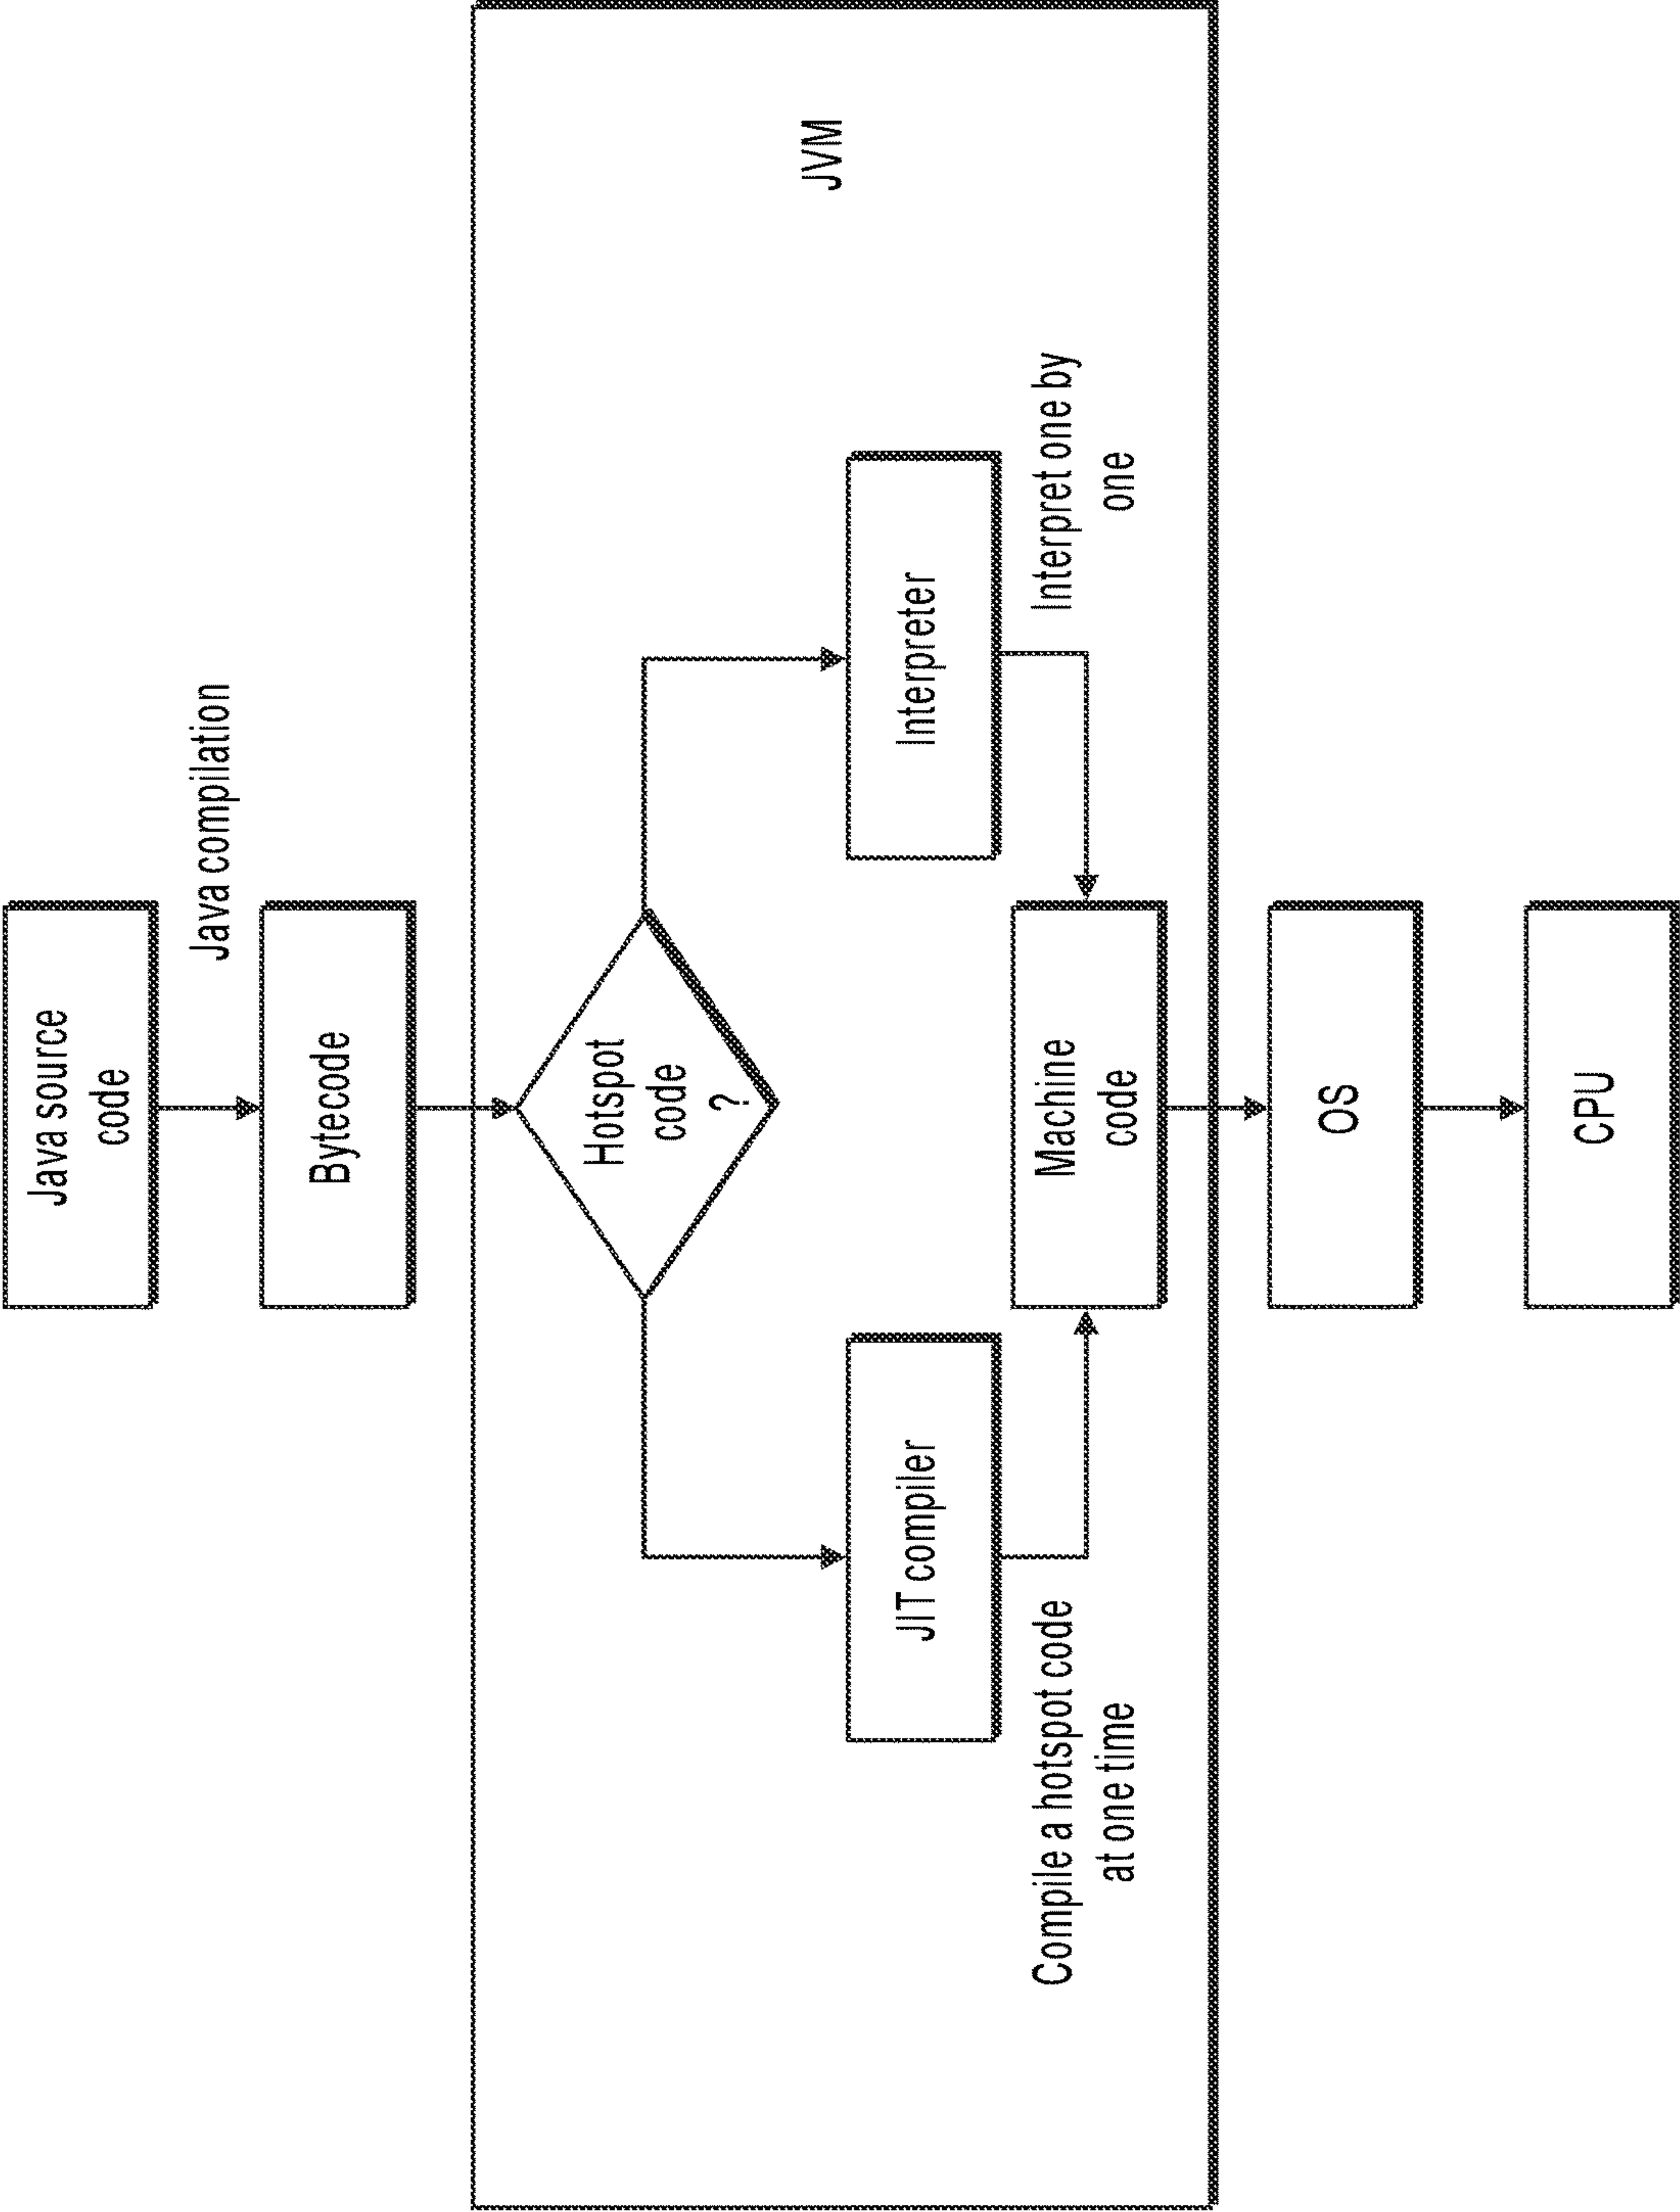 Java source
code
Java compilation
Bytecode
JVM
Hotspot
code
?
JIT compiler
Interpreter
Compile a hotspot code
at one time
Machine
code
Interpret one by
one
OS
CPU